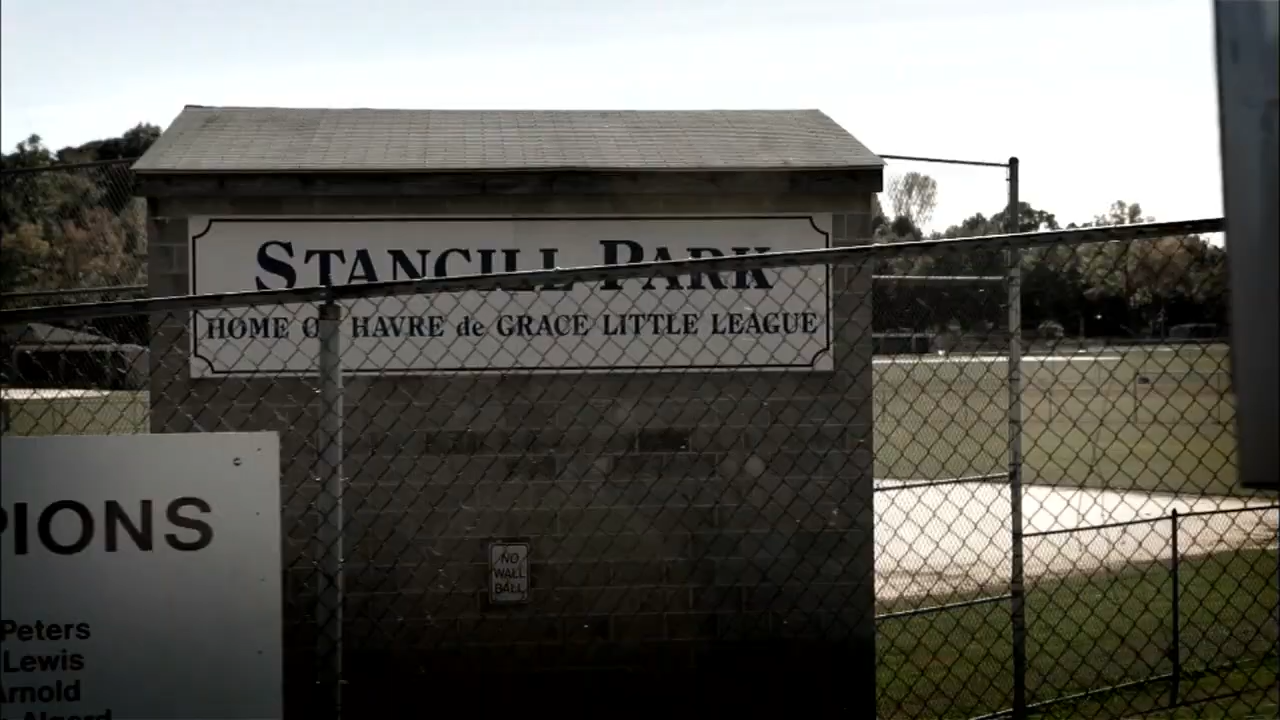 STANCILL PARK
HOME OF HAVRE de GRACE LITTLE LEAGUE
PIONS
NO
WALL
BALL
Peters
Lewis
Arnold